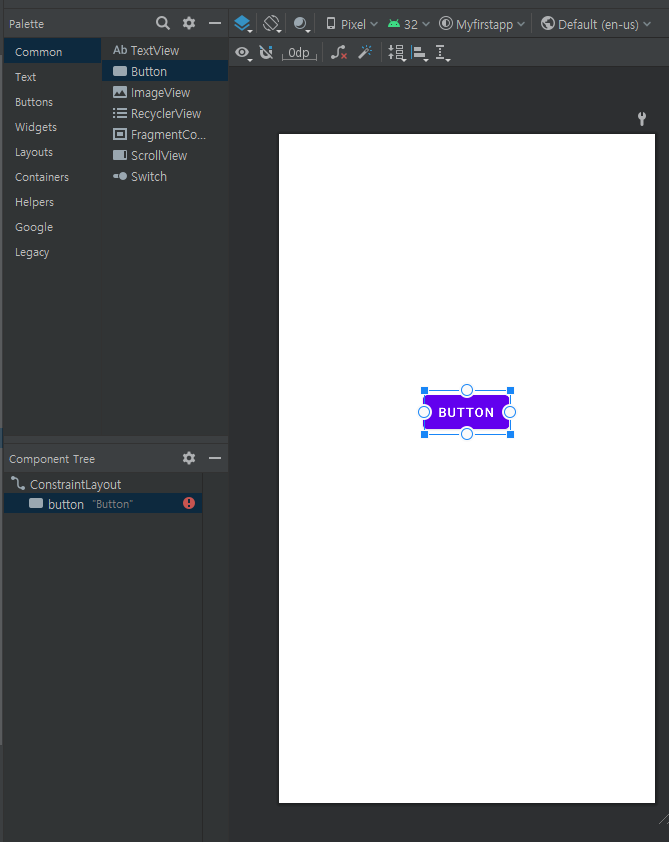 Palette
Pixel
32
Myfirstapp
Default (en-us)
0dp
Common
Text
Buttons
Widgets
Layouts
Containers
Helpers
Google
Legacy
Ab TextView
Button
ImageView
RecyclerView
FragmentCo...
ScrollView
Switch
BUTTON
Component Tree
ConstraintLayout
button "Button"